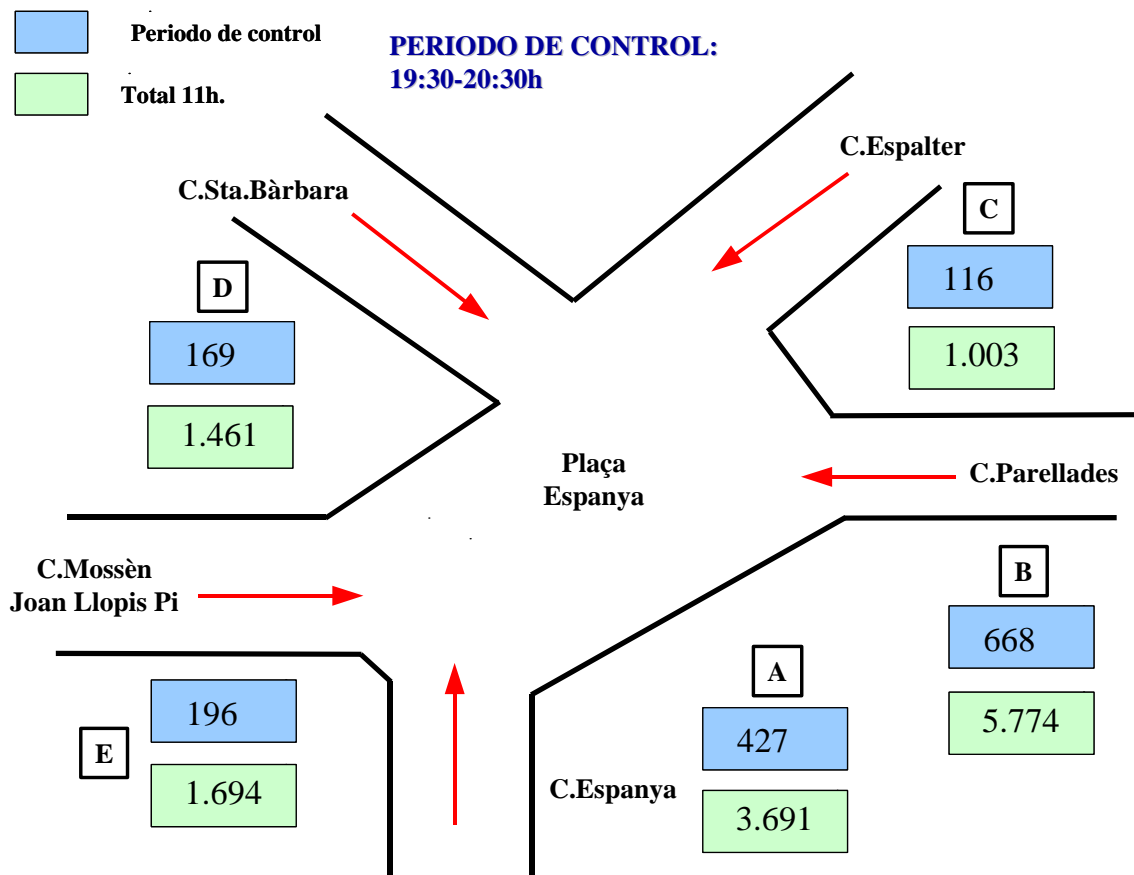 Periodo de control
Total 11h.
PERIODO DE CONTROL:
19:30-20:30h
C.Espalter
C.Sta.Bàrbara
C
116
1.003
D
169
1.461
Plaça
Espanya
C.Parellades
C.Mossèn
Joan Llopis Pi
B
668
5.774
A
427
3.691
E
196
1.694
C.Espanya